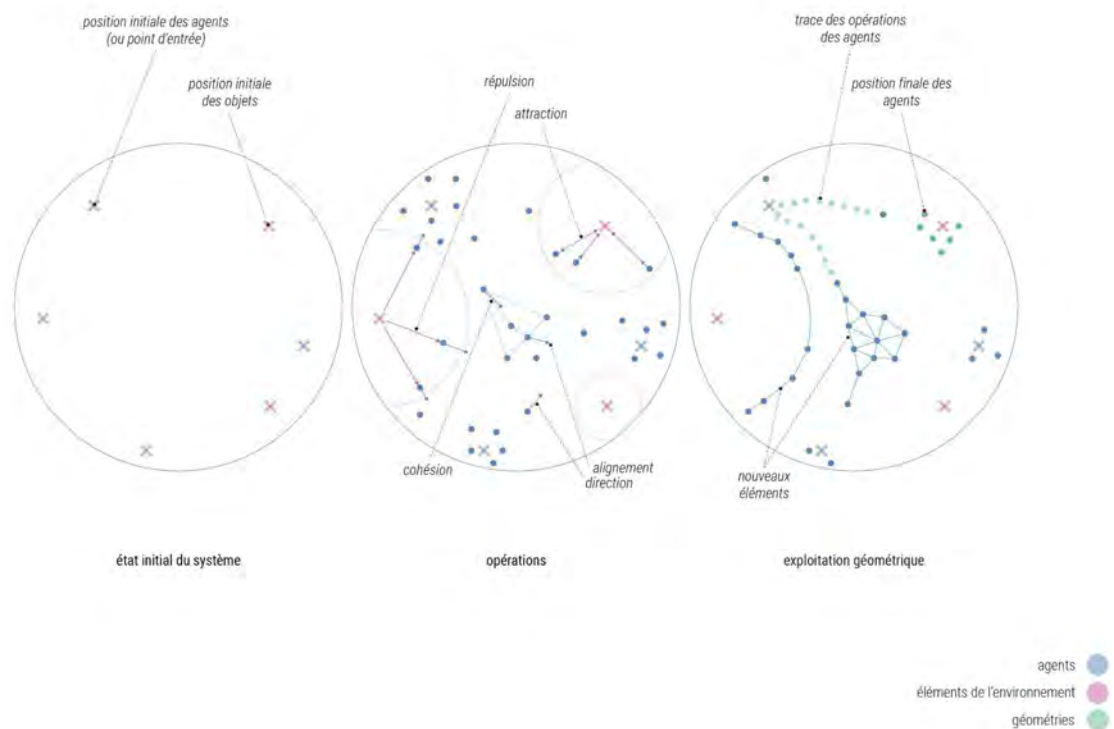 position initiale des agents
(ou point d'entrée)
position initiale
des objets
répulsion
attraction
trace des opérations
des agents
position finale des
agents
cohésion
alignement
direction
nouveaux
éléments
état initial du système
opérations
exploitation géométrique
agents
éléments de l'environnement
géométries